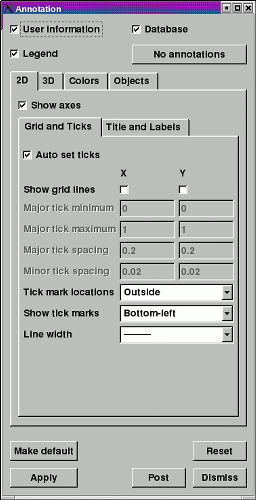 Annotation
User information Database
Legend No annotations
2D 3D Colors Objects
Show axes
Grid and Ticks Title and Labels
Auto set ticks
X Y
Show grid lines
Major tick minimum 0 0
Major tick maximum 1 1
Major tick spacing 0.2 0.2
Minor tick spacing 0.02 0.02
Tick mark locations Outside
Show tick marks Bottom-left
Line width
Make default Reset
Apply Post Dismiss